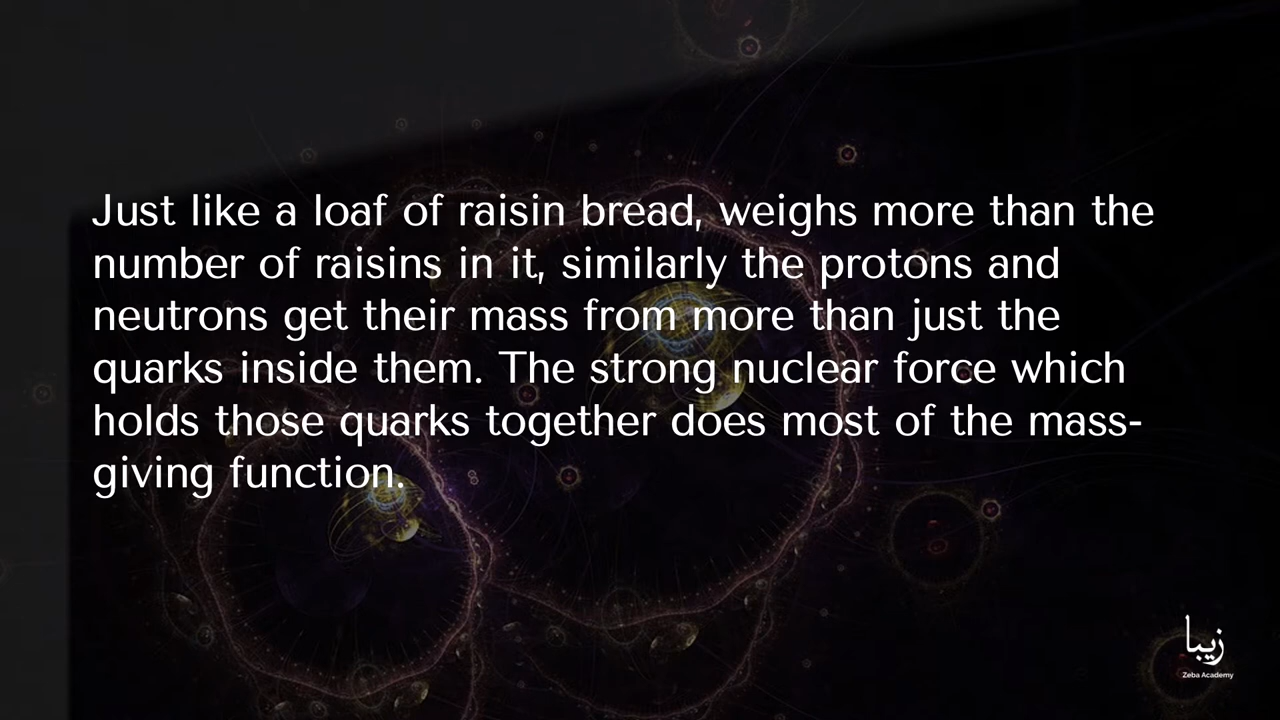 Just like a loaf of raisin bread, weighs more than the
number of raisins in it, similarly the protons and
neutrons get their mass from more than just the
quarks inside them. The strong nuclear force which
holds those quarks together does most of the mass-
giving function.
زیبا
Zeba Academy